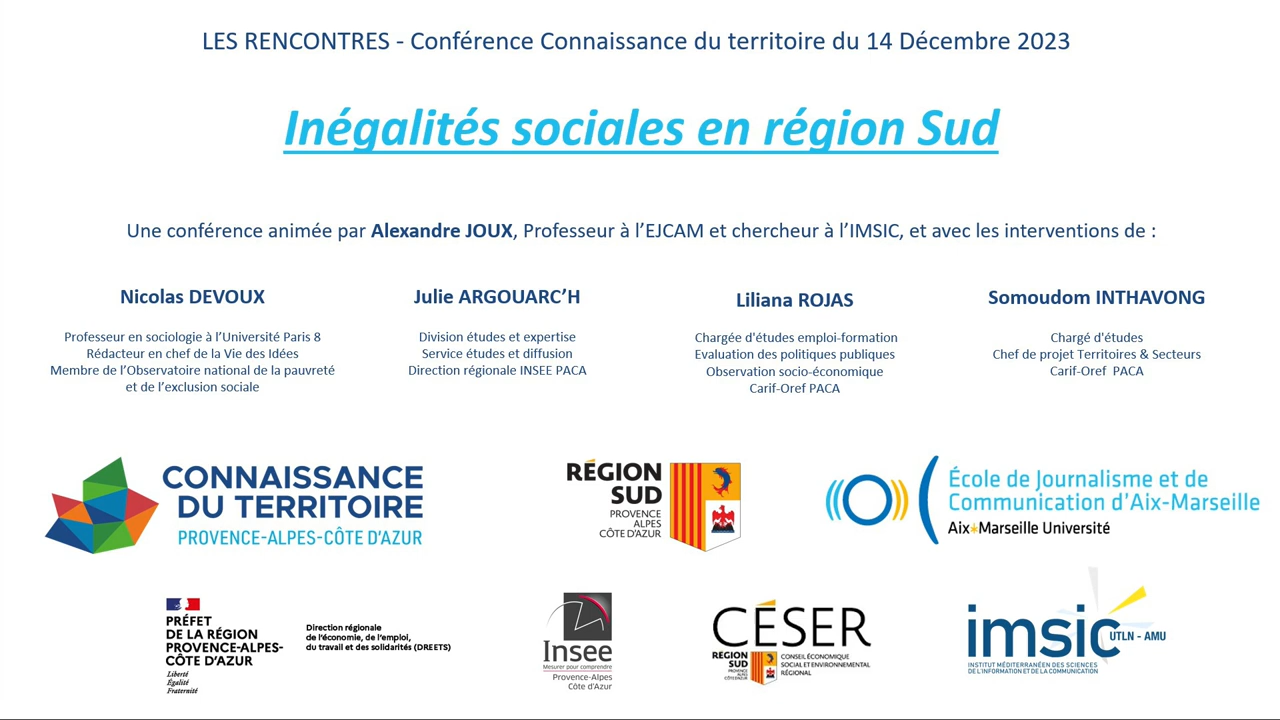 LES RENCONTRES - Conférence Connaissance du territoire du 14 Décembre 2023
Inégalités sociales en région Sud
Une conférence animée par Alexandre JOUX, Professeur à l’EJCAM et chercheur à l’IMSIC, et avec les interventions de :
Nicolas DEVOUX
Professeur en sociologie à l’Université Paris 8
Rédacteur en chef de la Vie des Idées
Membre de l’Observatoire national de la pauvreté
et de l’exclusion sociale
Julie ARGOUARC’H
Division études et expertise
Service études et diffusion
Direction régionale INSEE PACA
Liliana ROJAS
Chargée d'études emploi-formation
Evaluation des politiques publiques
Observation socio-économique
Carif-Oref PACA
Somoudom INTHAVONG
Chargé d'études
Chef de projet Territoires & Secteurs
Carif-Oref PACA
CONNAISSANCE
DU TERRITOIRE
PROVENCE-ALPES-CÔTE D'AZUR
RÉGION
SUD
PROVENCE
ALPES
CÔTE D'AZUR
École de Journalisme et de
Communication d'Aix-Marseille
Aix*Marseille Université
PRÉFET
DE LA RÉGION
PROVENCE-ALPES-
CÔTE D'AZUR
Liberté
Égalité
Fraternité
Direction régionale
de l'économie, de l'emploi,
du travail et des solidarités (DREETS)
Insee
Mesurer pour comprendre
Provence-Alpes
Côte d'Azur
CÉSER
RÉGION
SUD
PROVENCE
ALPES
CÔTE D'AZUR
CONSEIL ÉCONOMIQUE
SOCIAL ET ENVIRONNEMENTAL
RÉGIONAL
imsic
UTLN - AMU
INSTITUT MÉDITERRANÉEN DES SCIENCES
DE L'INFORMATION ET DE LA COMMUNICATION